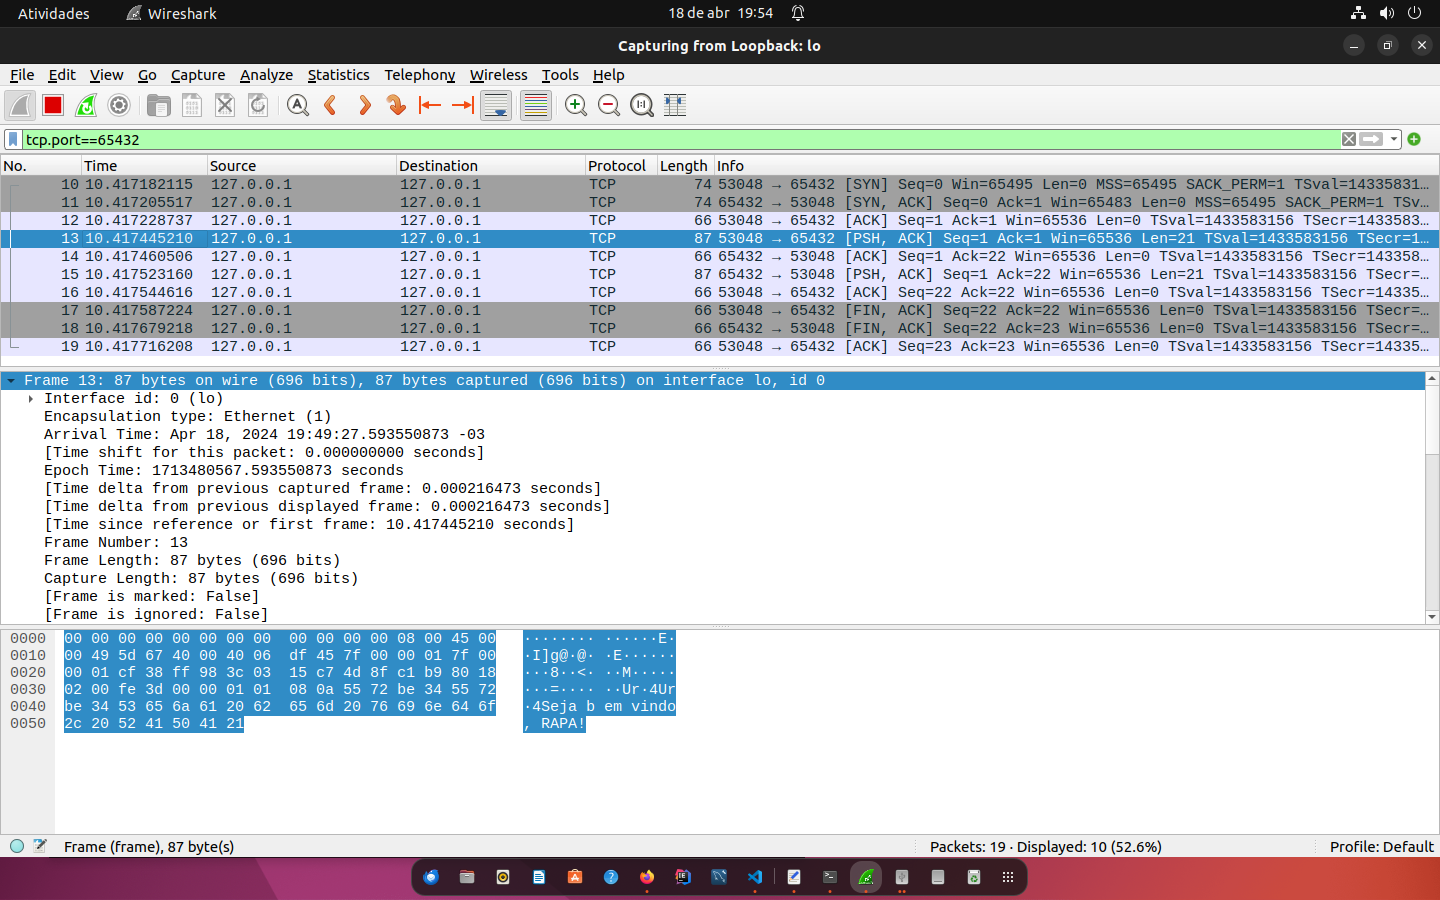 Atividades Wireshark 18 de abr 19:54
Capturing from Loopback: lo
File Edit View Go Capture Analyze Statistics Telephony Wireless Tools Help
tcp.port==65432
No. Time Source Destination Protocol Length Info
10 10.417182115 127.0.0.1 127.0.0.1 TCP 74 53048 → 65432 [SYN] Seq=0 Win=65495 Len=0 MSS=65495 SACK_PERM=1 TSval=14335831…
11 10.417205517 127.0.0.1 127.0.0.1 TCP 74 65432 → 53048 [SYN, ACK] Seq=0 Ack=1 Win=65483 Len=0 MSS=65495 SACK_PERM=1 TSv…
12 10.417228737 127.0.0.1 127.0.0.1 TCP 66 53048 → 65432 [ACK] Seq=1 Ack=1 Win=65536 Len=0 TSval=1433583156 TSecr=1433583…
13 10.417445210 127.0.0.1 127.0.0.1 TCP 87 53048 → 65432 [PSH, ACK] Seq=1 Ack=1 Win=65536 Len=21 TSval=1433583156 TSecr=1…
14 10.417460506 127.0.0.1 127.0.0.1 TCP 66 65432 → 53048 [ACK] Seq=1 Ack=22 Win=65536 Len=0 TSval=1433583156 TSecr=143358…
15 10.417523160 127.0.0.1 127.0.0.1 TCP 87 65432 → 53048 [PSH, ACK] Seq=1 Ack=22 Win=65536 Len=21 TSval=1433583156 TSecr=…
16 10.417544616 127.0.0.1 127.0.0.1 TCP 66 53048 → 65432 [ACK] Seq=22 Ack=22 Win=65536 Len=0 TSval=1433583156 TSecr=14335…
17 10.417587224 127.0.0.1 127.0.0.1 TCP 66 53048 → 65432 [FIN, ACK] Seq=22 Ack=22 Win=65536 Len=0 TSval=1433583156 TSecr=…
18 10.417679218 127.0.0.1 127.0.0.1 TCP 66 65432 → 53048 [FIN, ACK] Seq=22 Ack=23 Win=65536 Len=0 TSval=1433583156 TSecr=…
19 10.417716208 127.0.0.1 127.0.0.1 TCP 66 53048 → 65432 [ACK] Seq=23 Ack=23 Win=65536 Len=0 TSval=1433583156 TSecr=14335…
Frame 13: 87 bytes on wire (696 bits), 87 bytes captured (696 bits) on interface lo, id 0
Interface id: 0 (lo)
Encapsulation type: Ethernet (1)
Arrival Time: Apr 18, 2024 19:49:27.593550873 -03
[Time shift for this packet: 0.000000000 seconds]
Epoch Time: 1713480567.593550873 seconds
[Time delta from previous captured frame: 0.000216473 seconds]
[Time delta from previous displayed frame: 0.000216473 seconds]
[Time since reference or first frame: 10.417445210 seconds]
Frame Number: 13
Frame Length: 87 bytes (696 bits)
Capture Length: 87 bytes (696 bits)
[Frame is marked: False]
[Frame is ignored: False]
0000 00 00 00 00 00 00 00 00 00 00 00 00 08 00 45 00 ········ ······E·
0010 00 49 5d 67 40 00 40 06 df 45 7f 00 00 01 7f 00 ·I]g@·@· ·E······
0020 00 01 cf 38 ff 98 3c 03 15 c7 4d 8f c1 b9 80 18 ···8··<· ··M·····
0030 02 00 fe 3d 00 00 01 01 08 0a 55 72 be 34 55 72 ···=···· ··Ur·4Ur
0040 be 34 53 65 6a 61 20 62 65 6d 20 76 69 6e 64 6f ·4Seja b em vindo
0050 2c 20 52 41 50 41 21 , RAPA!
Frame (frame), 87 byte(s) Packets: 19 · Displayed: 10 (52.6%) Profile: Default